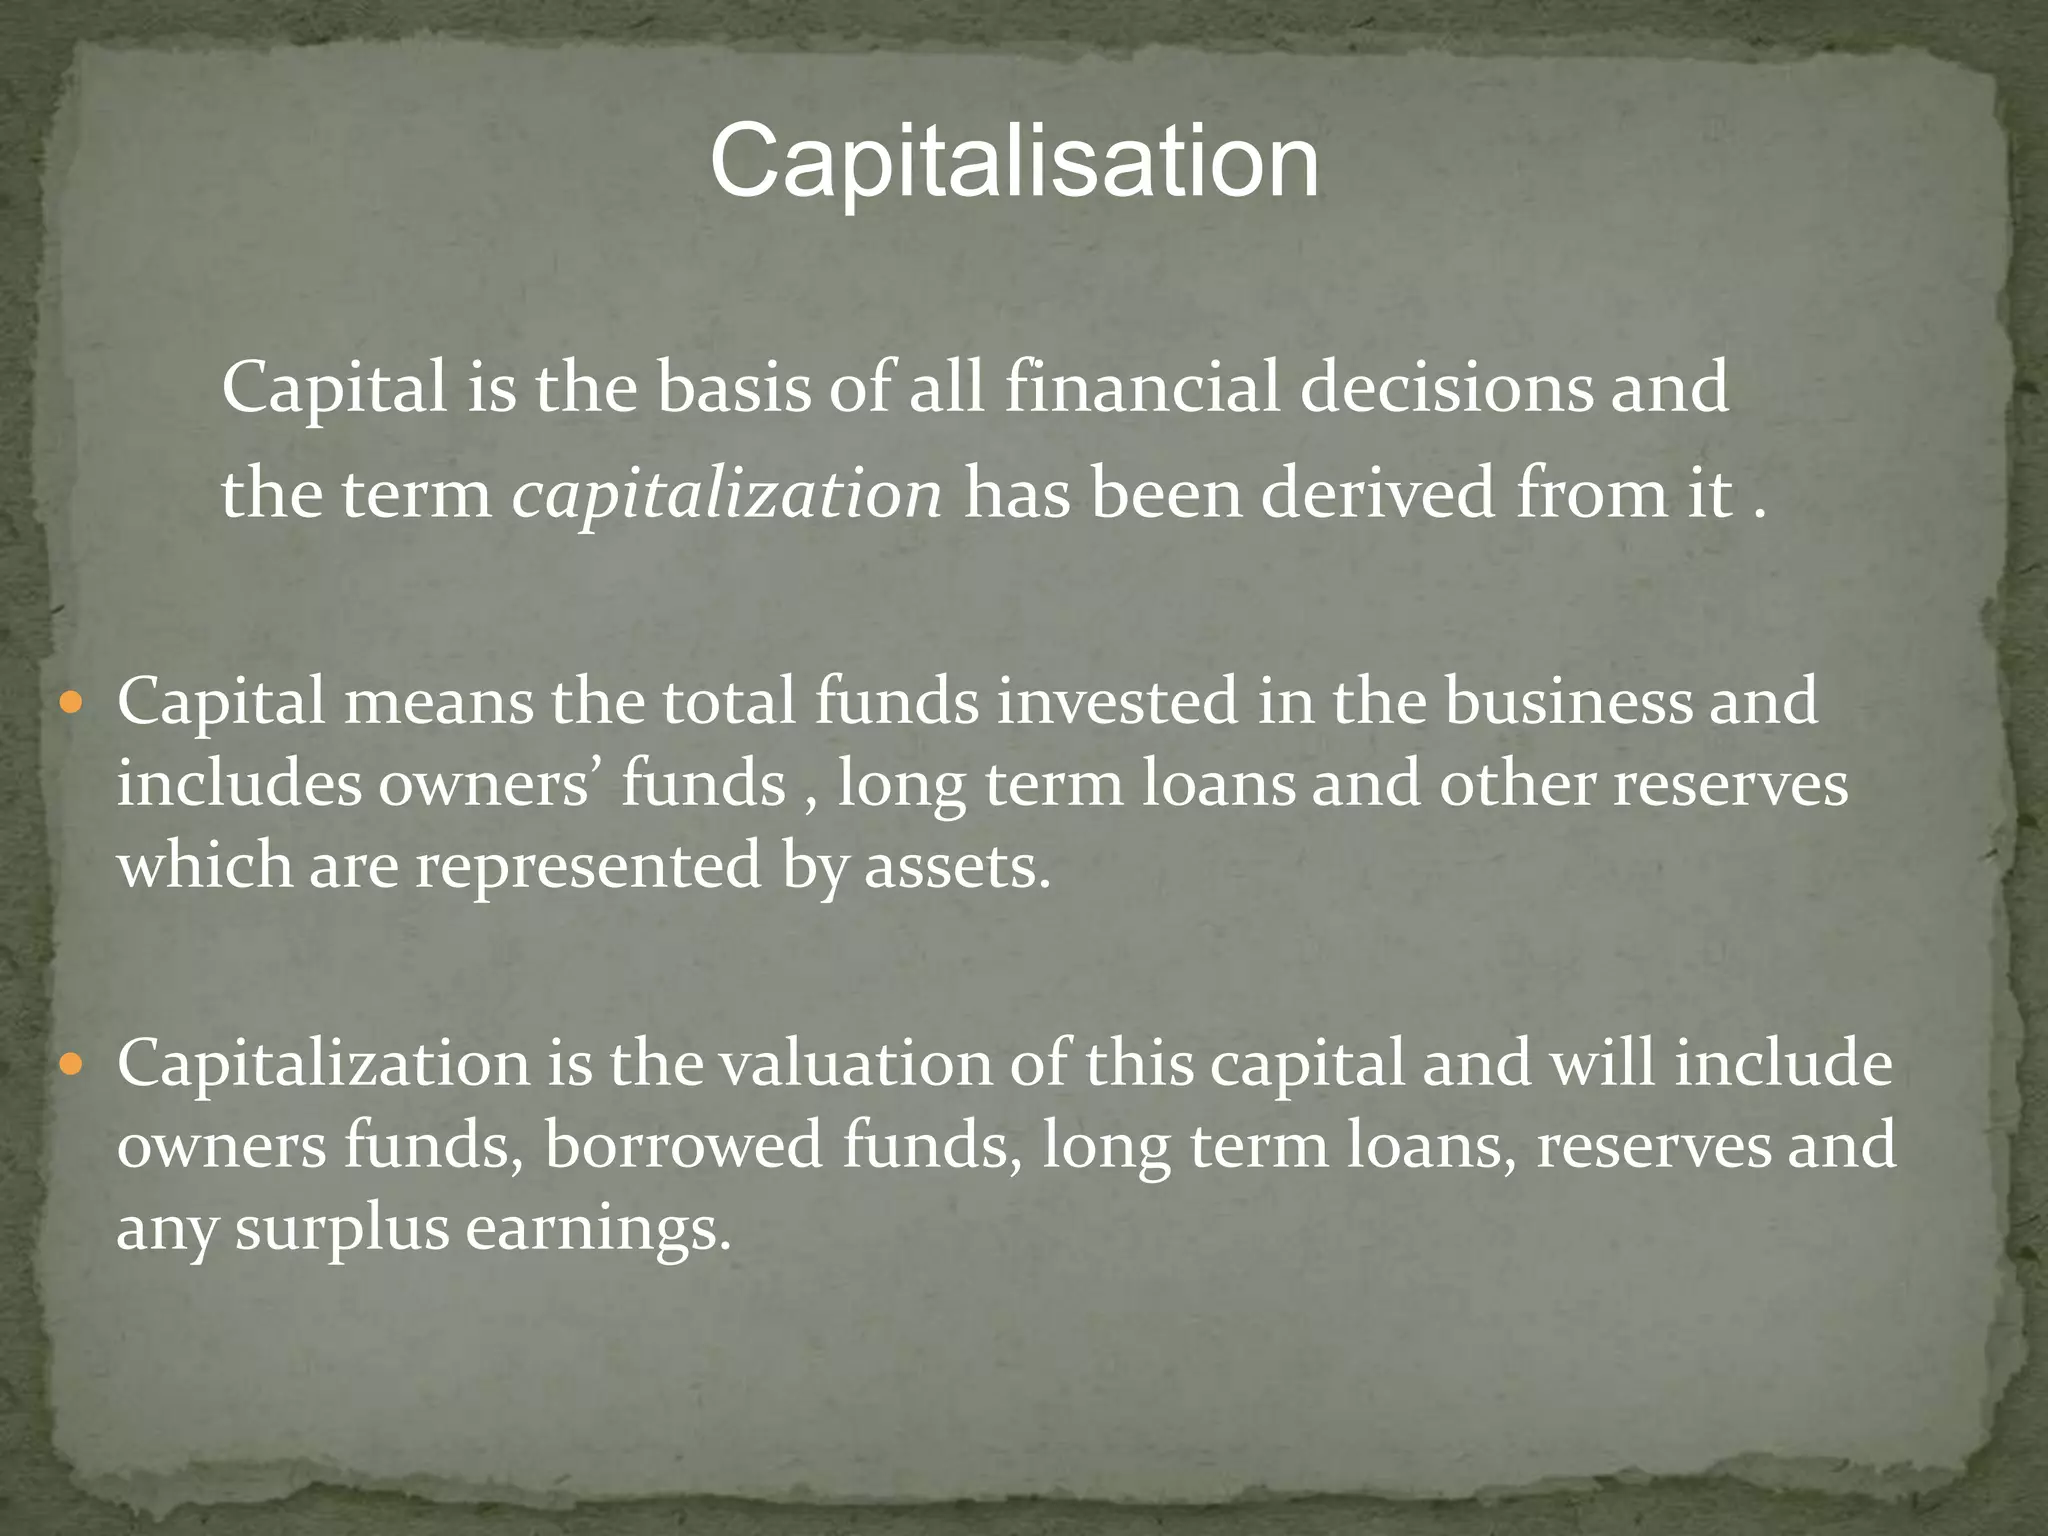 Capitalisation
Capital is the basis of all financial decisions and
the term capitalization has been derived from it .
• Capital means the total funds invested in the business and
includes owners’ funds , long term loans and other reserves
which are represented by assets.
• Capitalization is the valuation of this capital and will include
owners funds, borrowed funds, long term loans, reserves and
any surplus earnings.